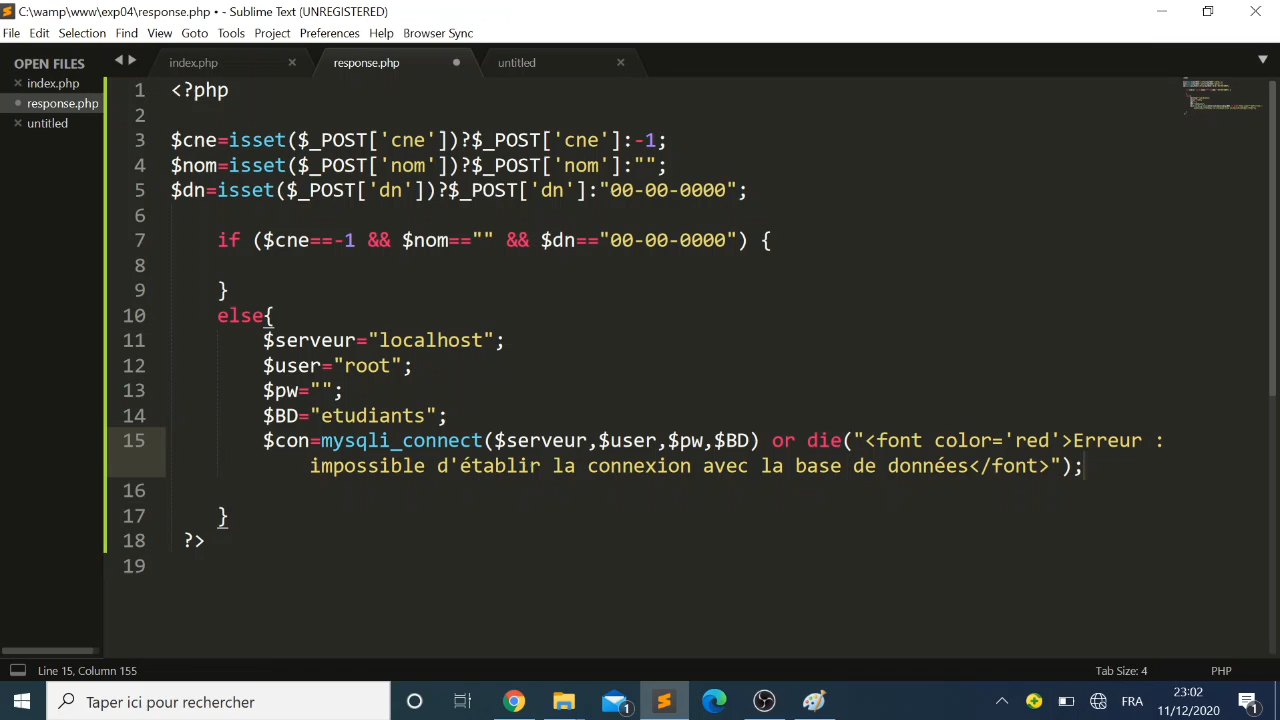 C:\wamp\www\exp04\response.php • - Sublime Text (UNREGISTERED)
File Edit Selection Find View Goto Tools Project Preferences Help Browser Sync
OPEN FILES
index.php
response.php
untitled
index.php response.php untitled
1 <?php
2
3 $cne=isset($_POST['cne'])?$_POST['cne']:-1;
4 $nom=isset($_POST['nom'])?$_POST['nom']:"";
5 $dn=isset($_POST['dn'])?$_POST['dn']:"00-00-0000";
6
7 if ($cne==-1 && $nom=="" && $dn=="00-00-0000") {
8
9 }
10 else{
11 $serveur="localhost";
12 $user="root";
13 $pw="";
14 $BD="etudiants";
15 $con=mysqli_connect($serveur,$user,$pw,$BD) or die("<font color='red'>Erreur :
impossible d'établir la connexion avec la base de données</font>");
16
17 }
18 ?>
19
Line 15, Column 155 Tab Size: 4 PHP
Taper ici pour rechercher
1
FRA
23:02
11/12/2020
1